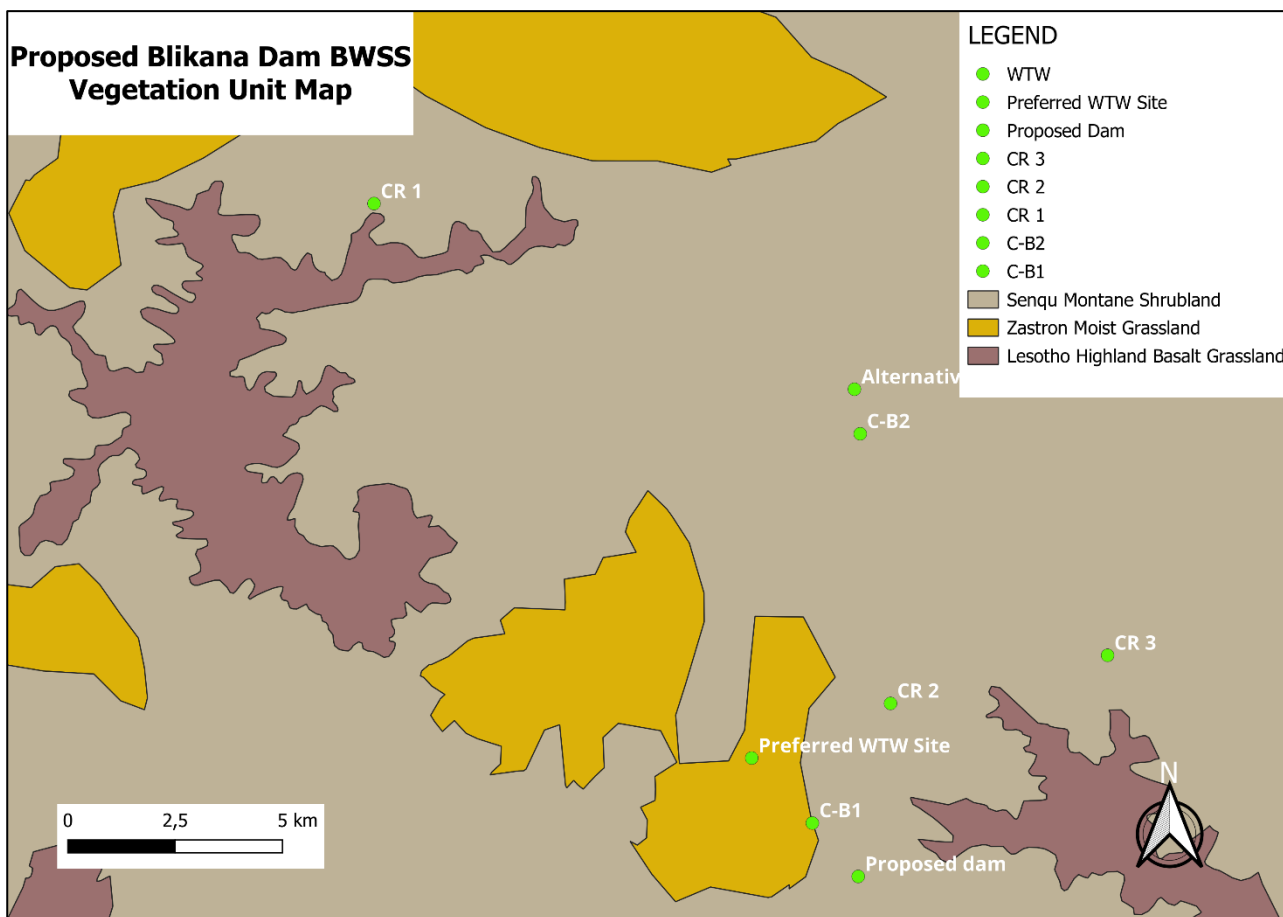 Proposed Blikana Dam BWSS
Vegetation Unit Map
LEGEND
WTW
Preferred WTW Site
Proposed Dam
CR 3
CR 2
CR 1
C-B2
C-B1
Senqu Montane Shrubland
Zastron Moist Grassland
Lesotho Highland Basalt Grassland
CR 1
Alternativ
C-B2
CR 3
CR 2
Preferred WTW Site
N
C-B1
Proposed dam
0 2,5 5 km